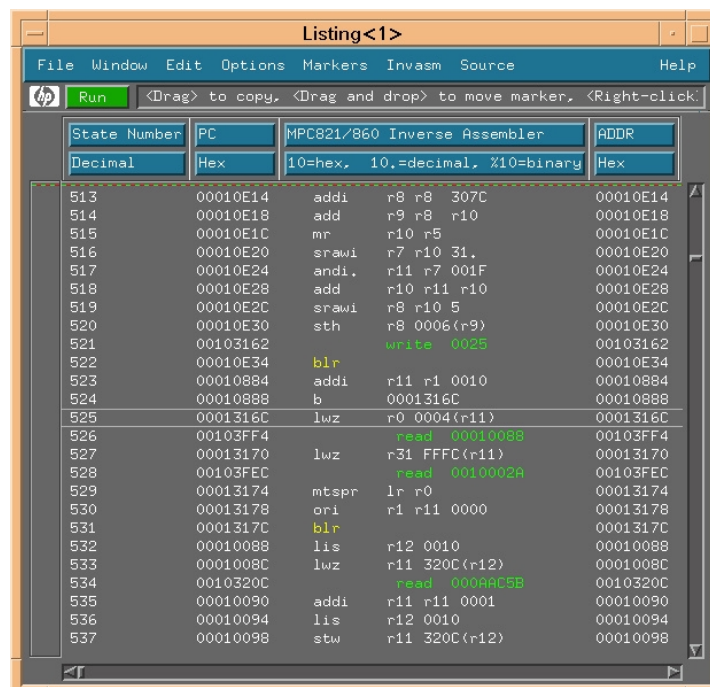 Listing<1>
File Window Edit Options Markers Invasm Source Help
hp Run <Drag> to copy, <Drag and drop> to move marker, <Right-click
State Number PC MPC821/860 Inverse Assembler ADDR
Decimal Hex 10=hex, 10.=decimal, %10=binary Hex
513 00010E14 addi r8 r8 307C 00010E14
514 00010E18 add r9 r8 r10 00010E18
515 00010E1C mr r10 r5 00010E1C
516 00010E20 srawi r7 r10 31. 00010E20
517 00010E24 andi. r11 r7 001F 00010E24
518 00010E28 add r10 r11 r10 00010E28
519 00010E2C srawi r8 r10 5 00010E2C
520 00010E30 sth r8 0006(r9) 00010E30
521 00103162 write 0025 00103162
522 00010E34 blr 00010E34
523 00010884 addi r11 r1 0010 00010884
524 00010888 b 0001316C 00010888
525 0001316C lwz r0 0004(r11) 0001316C
526 00103FF4 read 00010088 00103FF4
527 00013170 lwz r31 FFFC(r11) 00013170
528 00103FEC read 0010002A 00103FEC
529 00013174 mtspr lr r0 00013174
530 00013178 ori r1 r11 0000 00013178
531 0001317C blr 0001317C
532 00010088 lis r12 0010 00010088
533 0001008C lwz r11 320C(r12) 0001008C
534 0010320C read 000AAC5B 0010320C
535 00010090 addi r11 r11 0001 00010090
536 00010094 lis r12 0010 00010094
537 00010098 stw r11 320C(r12) 00010098